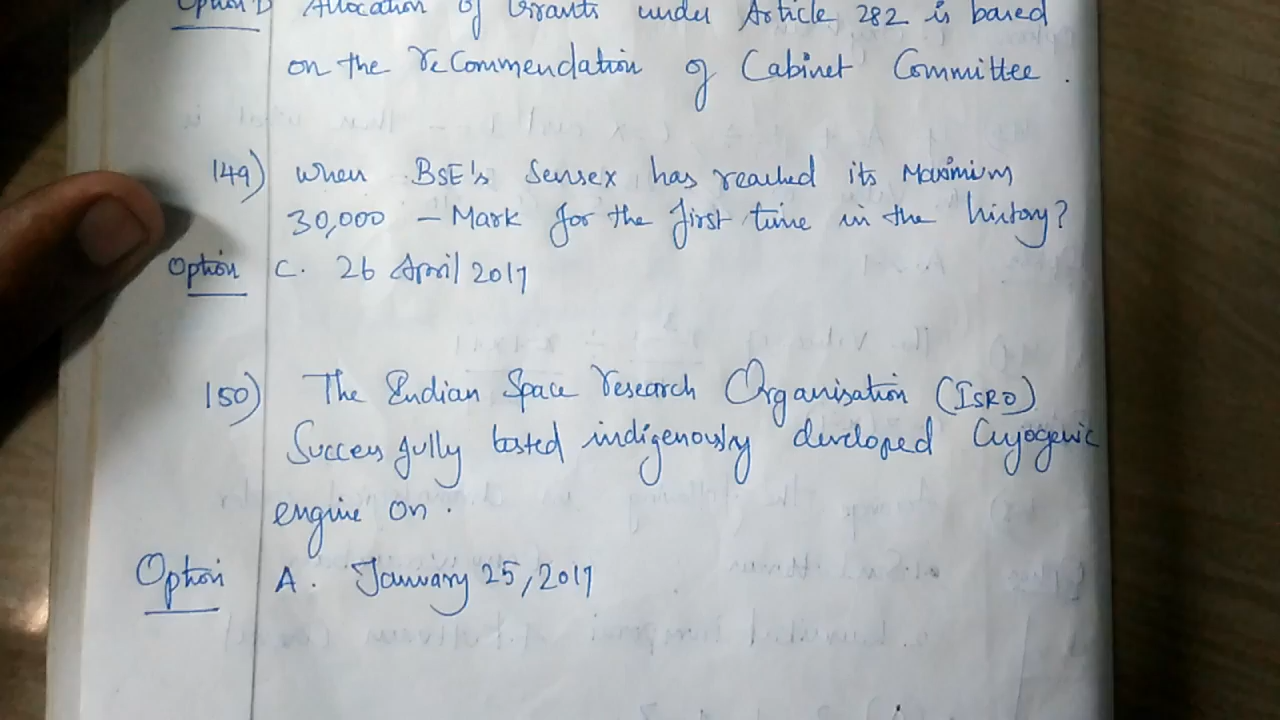 Option D Allocation of Grants under Article 282 is based
on the recommendation of Cabinet Committee.
149) when BSE's Sensex has reached its Maximum
30,000 - Mark for the first time in the history?
Option C. 26 April 2017
150) The Indian Space research Organisation (ISRO)
Successfully tested indigenously developed Cryogenic
engine on.
Option A. January 25, 2017